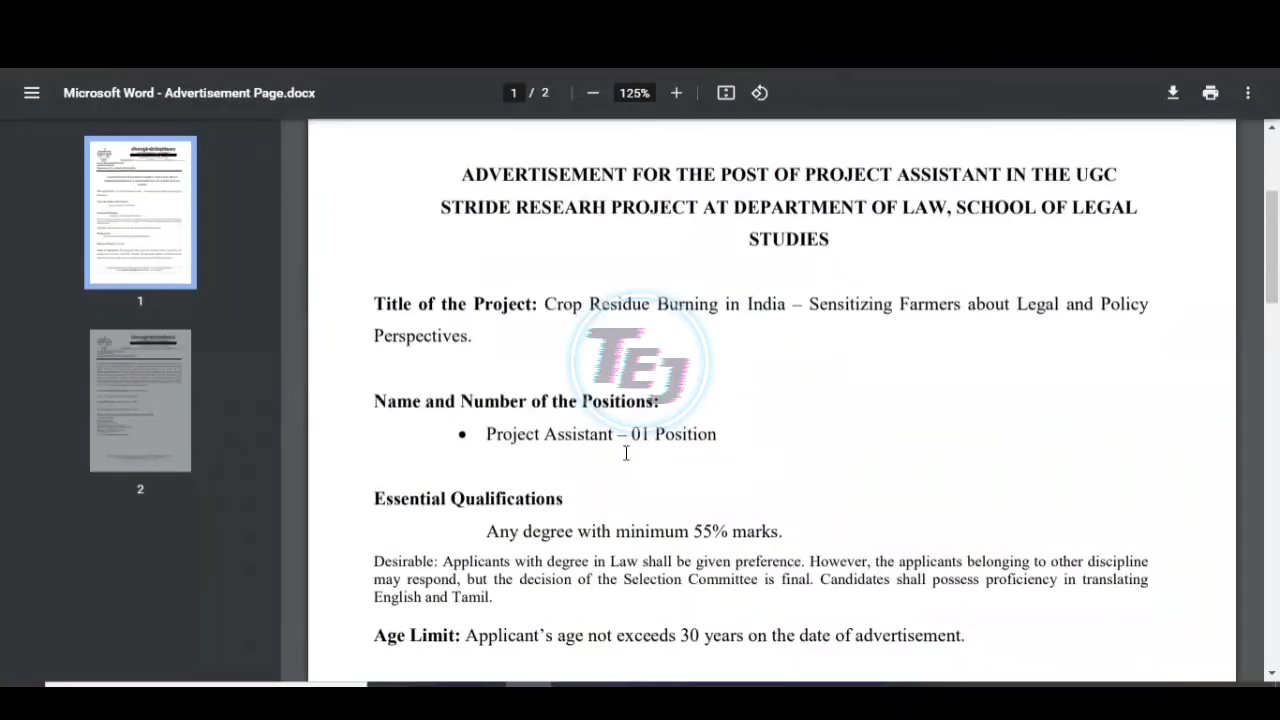 Microsoft Word - Advertisement Page.docx
1 / 2
125%
ADVERTISEMENT FOR THE POST OF PROJECT ASSISTANT IN THE UGC
STRIDE RESEARH PROJECT AT DEPARTMENT OF LAW, SCHOOL OF LEGAL
STUDIES
Title of the Project: Crop Residue Burning in India – Sensitizing Farmers about Legal and Policy
Perspectives.
TEJ
Name and Number of the Positions:
• Project Assistant – 01 Position
Essential Qualifications
Any degree with minimum 55% marks.
Desirable: Applicants with degree in Law shall be given preference. However, the applicants belonging to other discipline
may respond, but the decision of the Selection Committee is final. Candidates shall possess proficiency in translating
English and Tamil.
Age Limit: Applicant's age not exceeds 30 years on the date of advertisement.
1
2